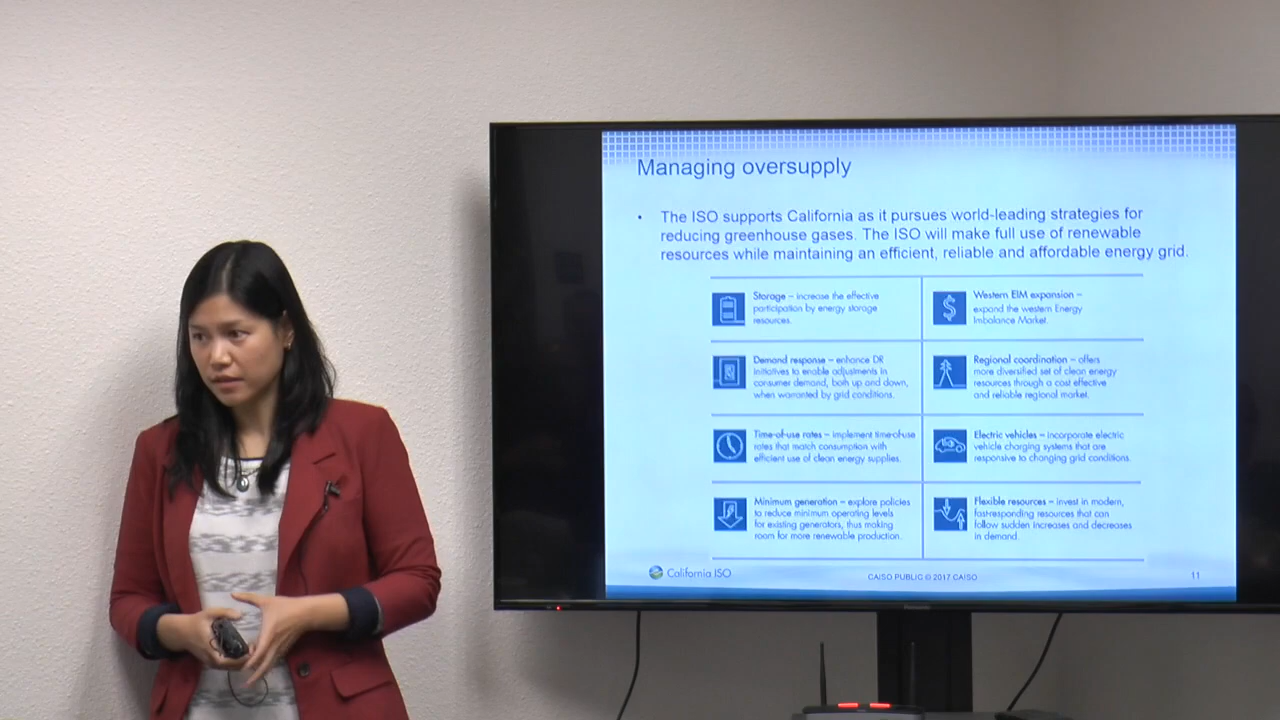 Managing oversupply
• The ISO supports California as it pursues world-leading strategies for
reducing greenhouse gases. The ISO will make full use of renewable
resources while maintaining an efficient, reliable and affordable energy grid.
Storage – increase the effective
participation by energy storage
resources.
Demand response – enhance DR
initiatives to enable adjustments in
consumer demand, both up and down,
when warranted by grid conditions.
Time-of-use rates – implement time-of-use
rates that match consumption with
efficient use of clean energy supplies.
Minimum generation – explore policies
to reduce minimum operating levels
for existing generators, thus making
room for more renewable production.
Western EIM expansion –
expand the western Energy
Imbalance Market.
Regional coordination – offers
more diversified set of clean energy
resources through a cost effective
and reliable regional market.
Electric vehicles – incorporate electric
vehicle charging systems that are
responsive to changing grid conditions.
Flexible resources – invest in modern,
fast-responding resources that can
follow sudden increases and decreases
in demand.
California ISO
CAISO PUBLIC © 2017 CAISO
11
Panasonic